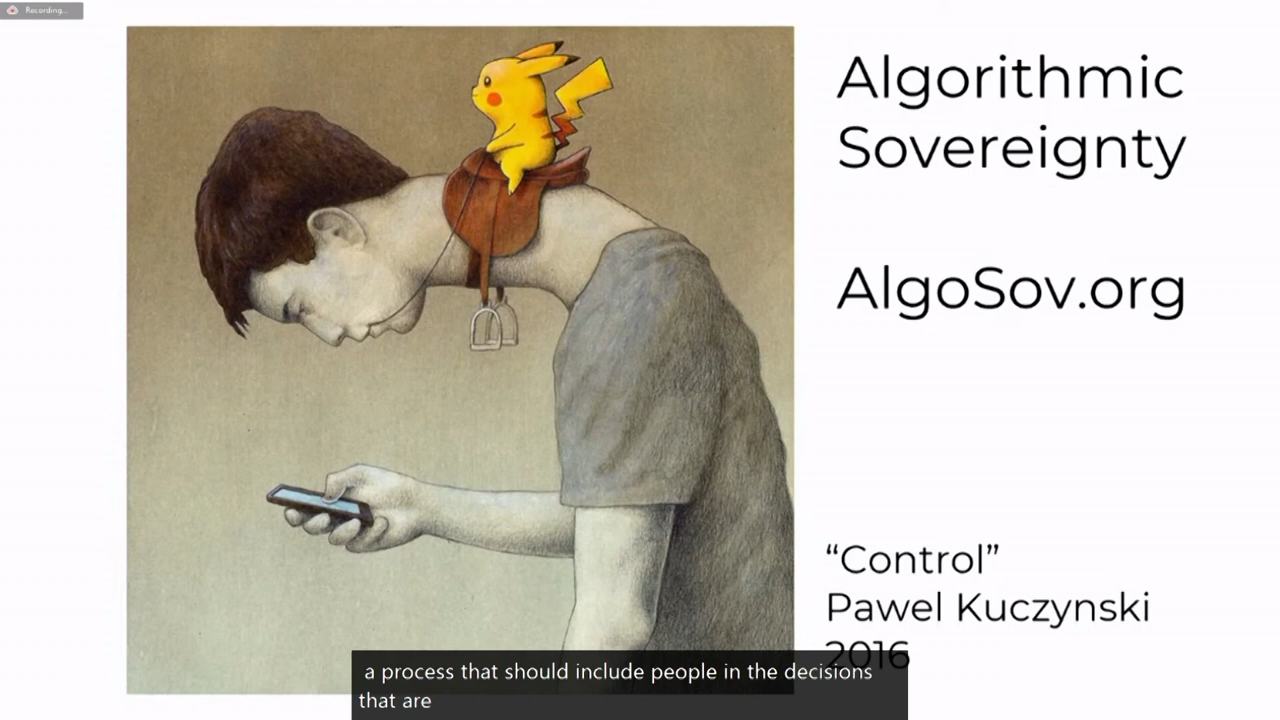 Recording...
Algorithmic
Sovereignty
AlgoSov.org
“Control”
Pawel Kuczynski
2016
a process that should include people in the decisions
that are